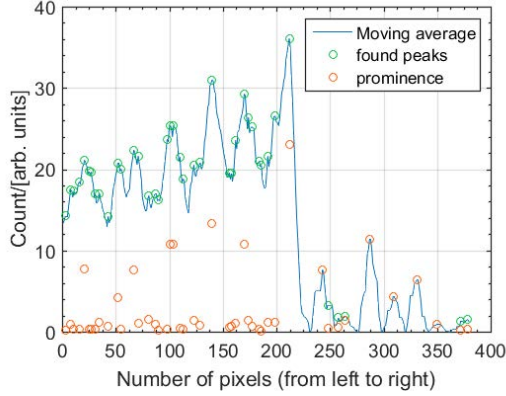 40
30
20
10
0
Count/[arb. units]
Moving average
found peaks
prominence
0 50 100 150 200 250 300 350 400
Number of pixels (from left to right)